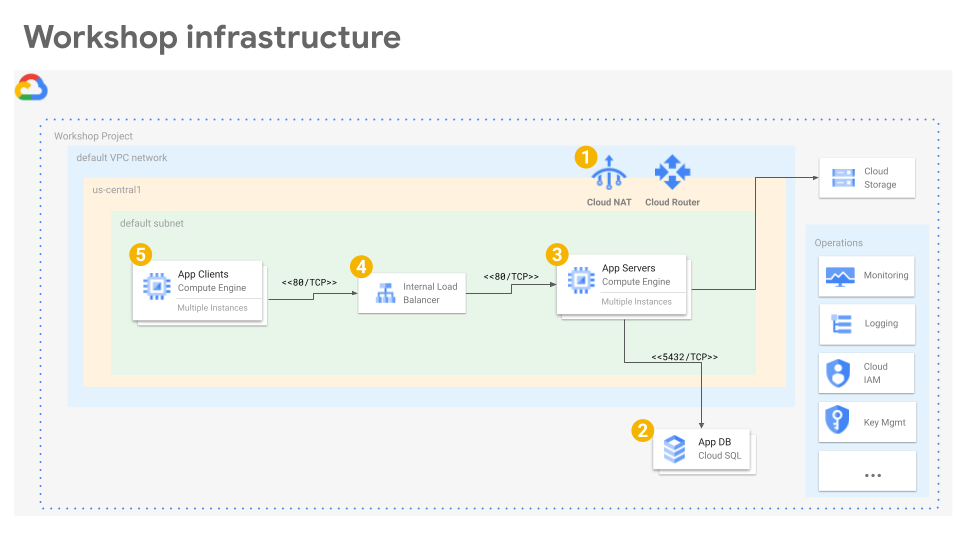 Workshop infrastructure
Workshop Project
default VPC network
us-central1
default subnet
1
Cloud NAT
Cloud Router
5
App Clients
Compute Engine
Multiple Instances
<<80/TCP>>
4
Internal Load
Balancer
<<80/TCP>>
3
App Servers
Compute Engine
Multiple Instances
<<5432/TCP>>
2
App DB
Cloud SQL
Cloud
Storage
Operations
Monitoring
Logging
Cloud
IAM
Key Mgmt
...